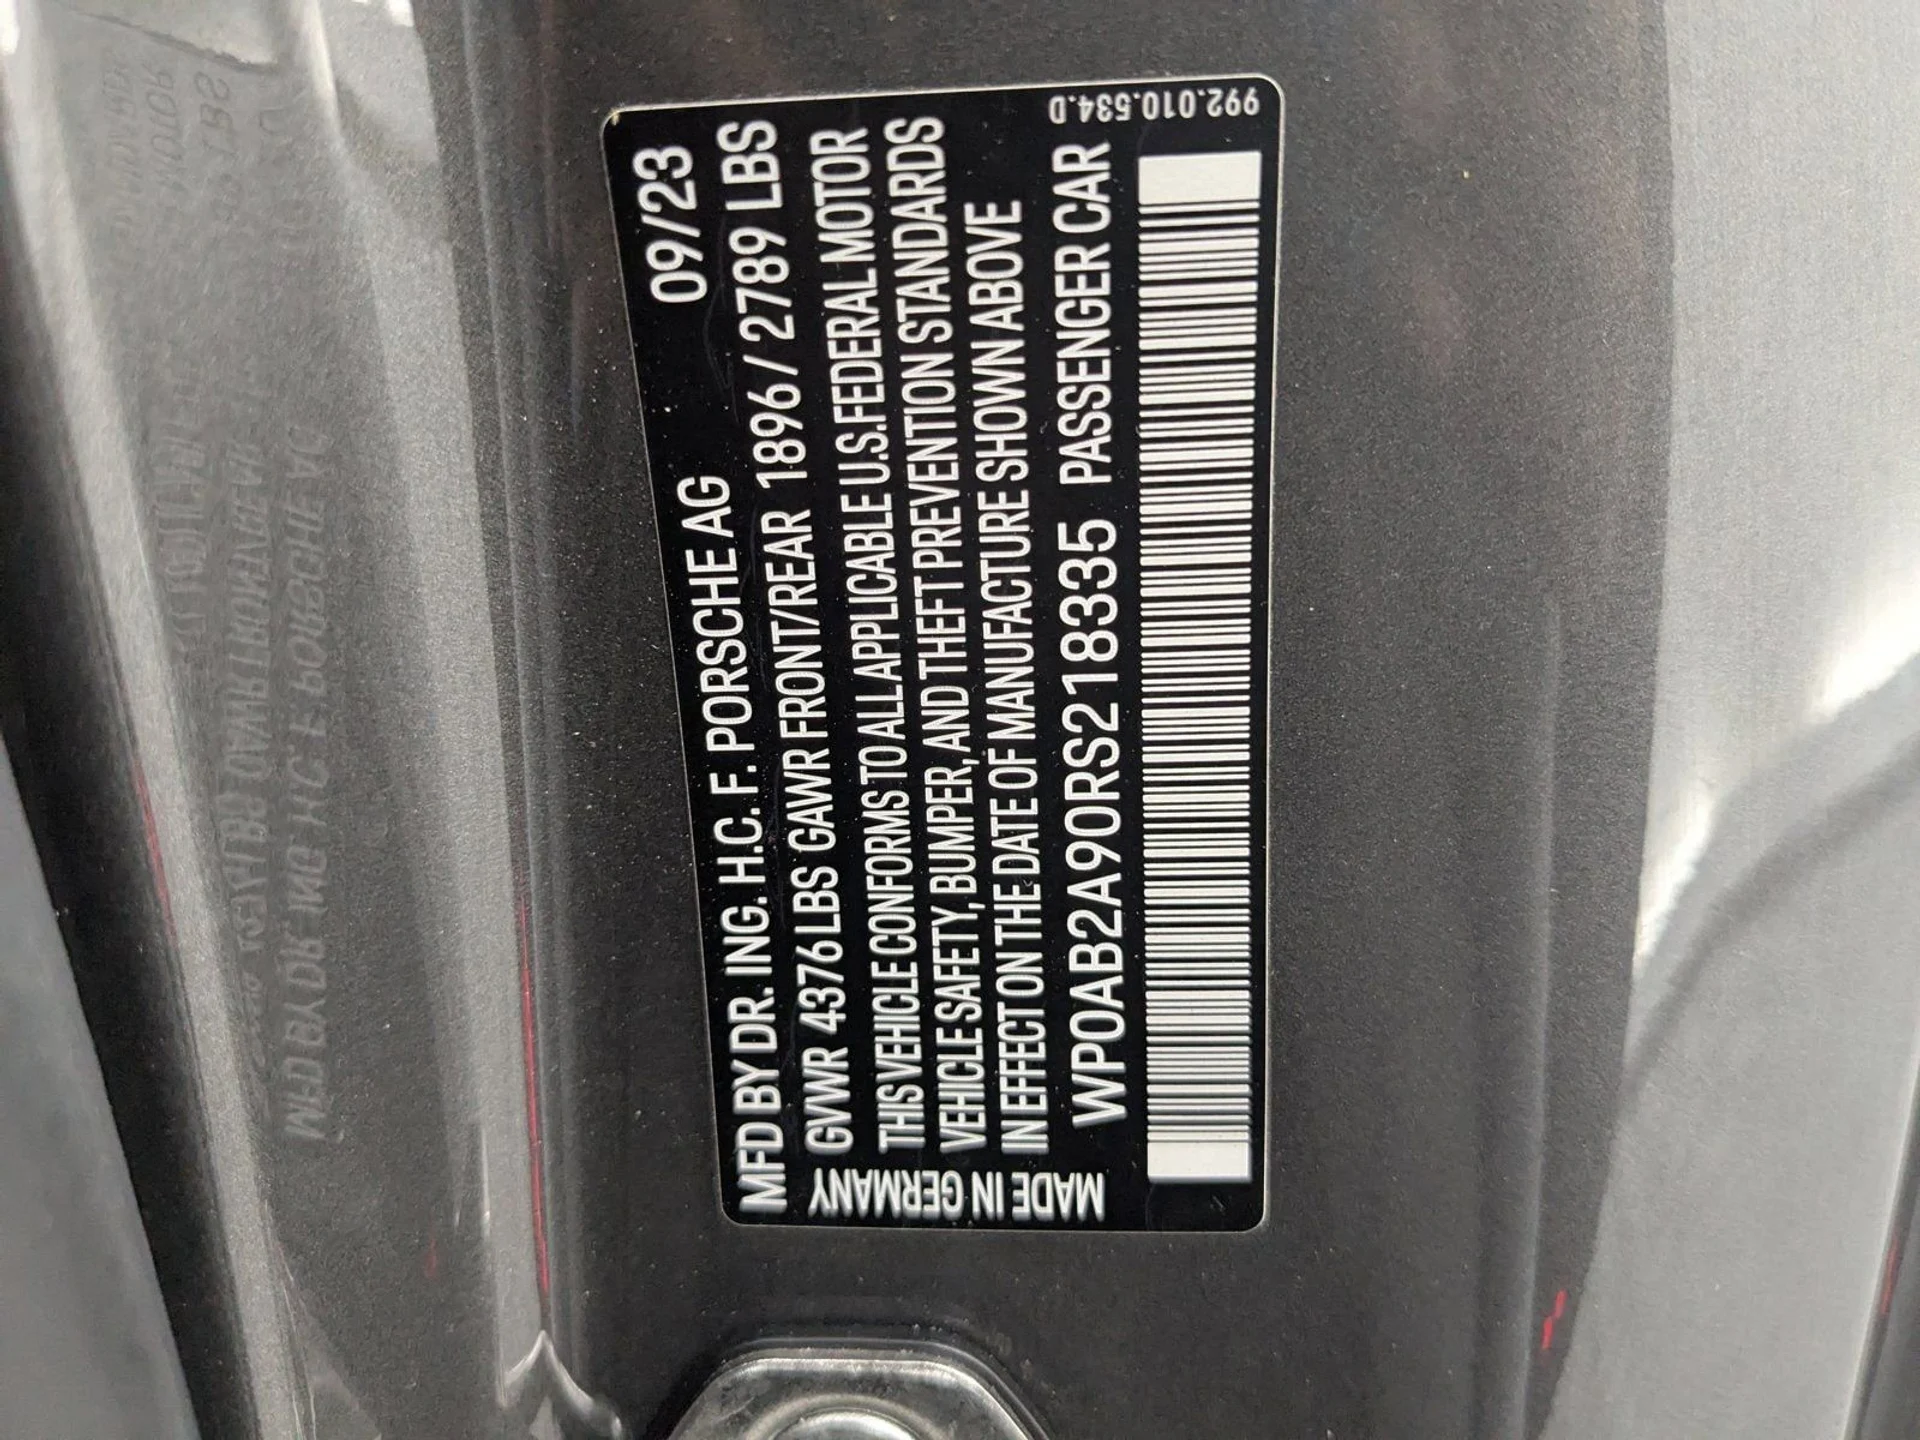 MFD BY DR. ING. H.C. F. PORSCHE AG 09/23
GVWR 4376 LBS GAWR FRONT/REAR 1896 / 2789 LBS
THIS VEHICLE CONFORMS TO ALL APPLICABLE U.S. FEDERAL MOTOR
VEHICLE SAFETY, BUMPER, AND THEFT PREVENTION STANDARDS
IN EFFECT ON THE DATE OF MANUFACTURE SHOWN ABOVE
WP0AB2A90RS218335 PASSENGER CAR
MADE IN GERMANY
992.010.534.D